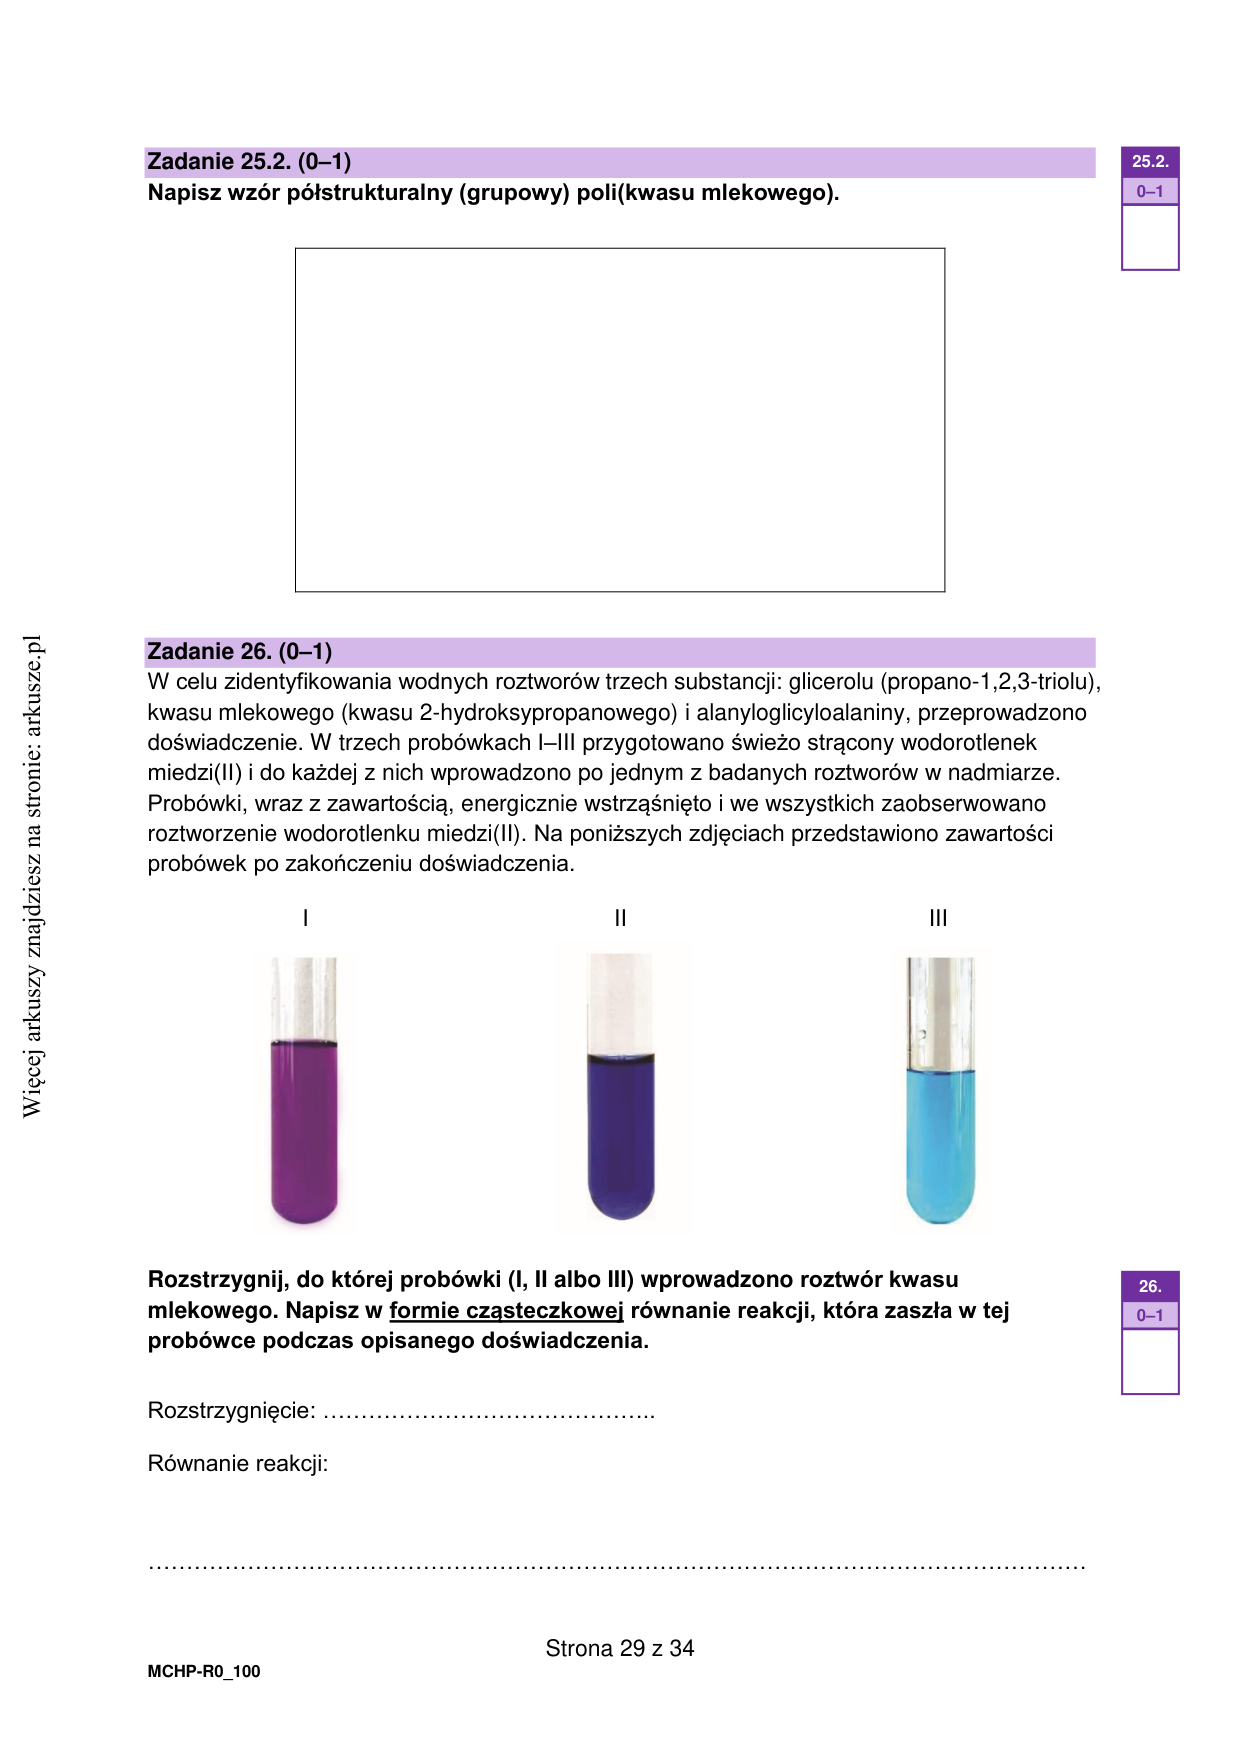 Zadanie 25.2. (0–1)
Napisz wzór półstrukturalny (grupowy) poli(kwasu mlekowego).
25.2.
0–1
Zadanie 26. (0–1)
W celu zidentyfikowania wodnych roztworów trzech substancji: glicerolu (propano-1,2,3-triolu),
kwasu mlekowego (kwasu 2-hydroksypropanowego) i alanyloglicyloalaniny, przeprowadzono
doświadczenie. W trzech probówkach I–III przygotowano świeżo strącony wodorotlenek
miedzi(II) i do każdej z nich wprowadzono po jednym z badanych roztworów w nadmiarze.
Probówki, wraz z zawartością, energicznie wstrząśnięto i we wszystkich zaobserwowano
roztworzenie wodorotlenku miedzi(II). Na poniższych zdjęciach przedstawiono zawartości
probówek po zakończeniu doświadczenia.
I II III
Rozstrzygnij, do której probówki (I, II albo III) wprowadzono roztwór kwasu
mlekowego. Napisz w formie cząsteczkowej równanie reakcji, która zaszła w tej
probówce podczas opisanego doświadczenia.
26.
0–1
Rozstrzygnięcie: ……………………………………..
Równanie reakcji:
……………………………………………………………………………………………………………
Strona 29 z 34
MCHP-R0_100
Więcej arkuszy znajdziesz na stronie: arkusze.pl